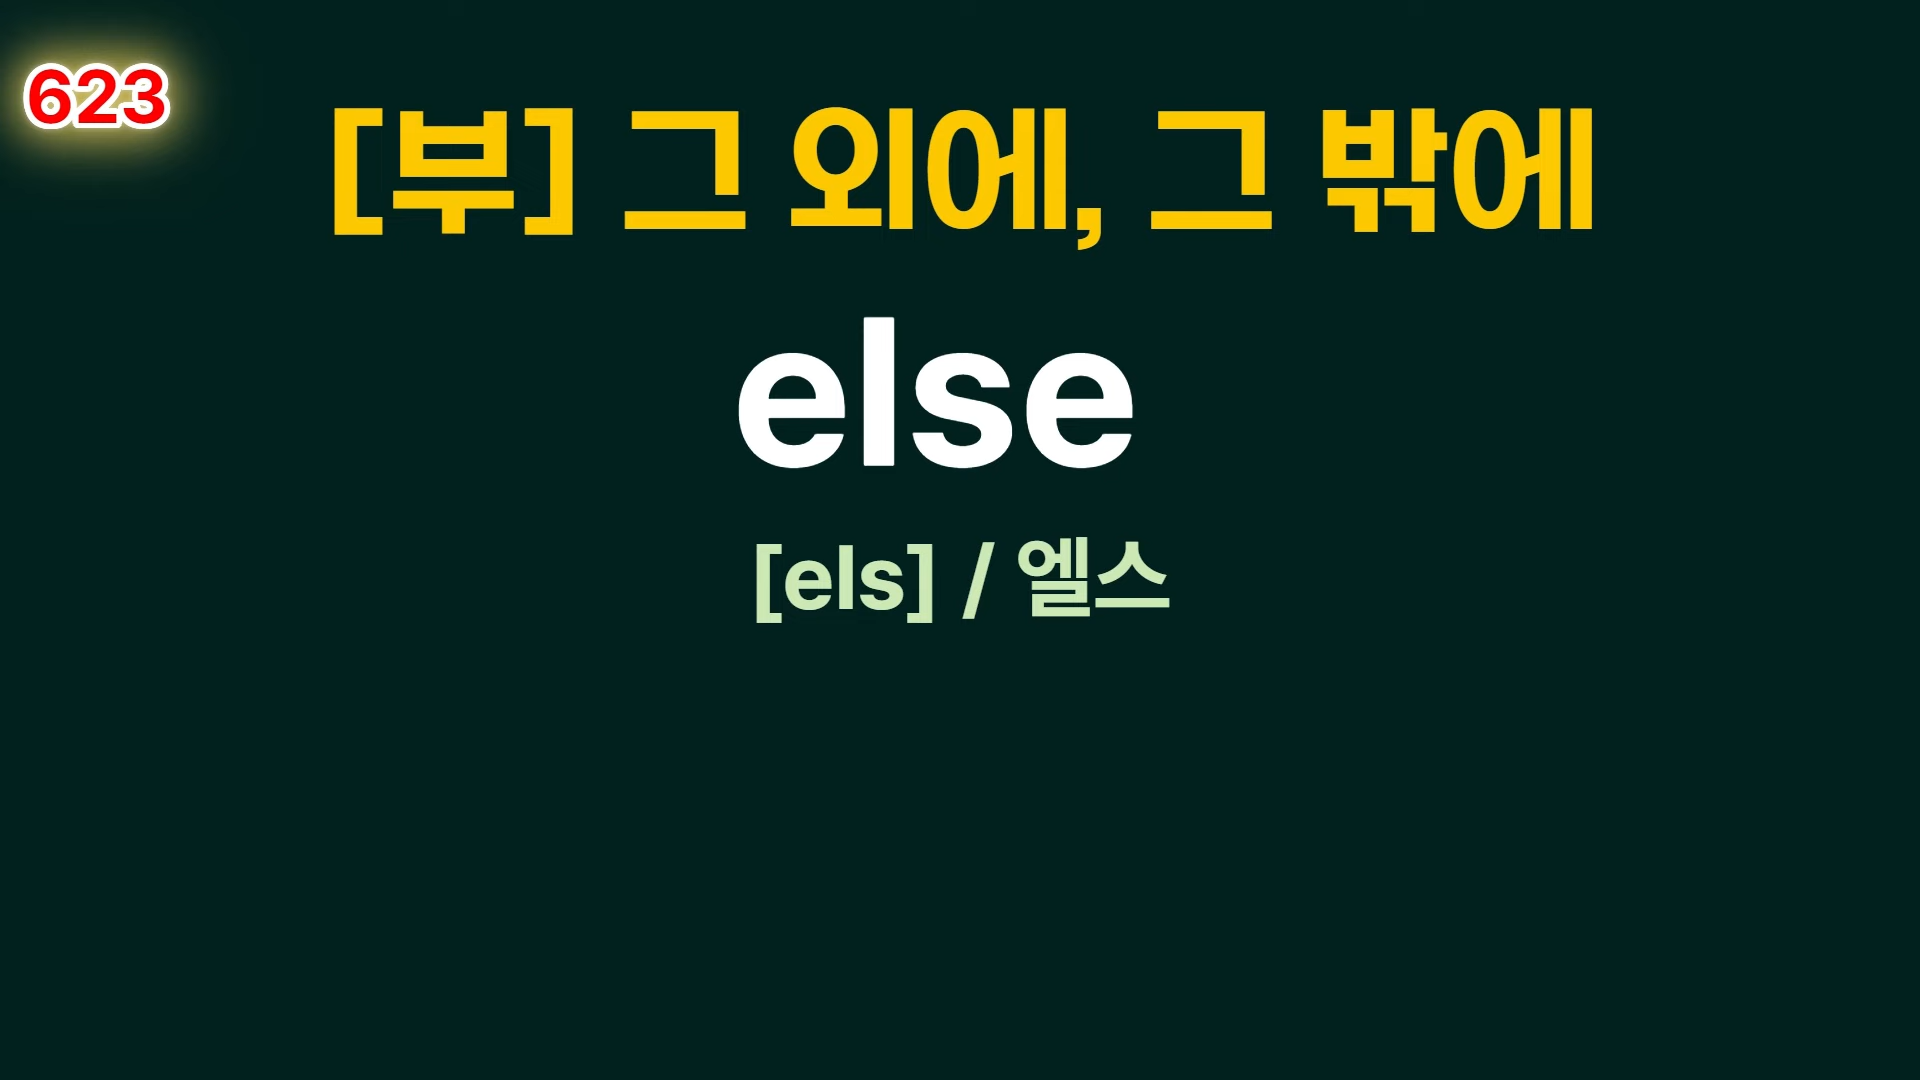 623
[부] 그 외에, 그 밖에
else
[els] / 엘스